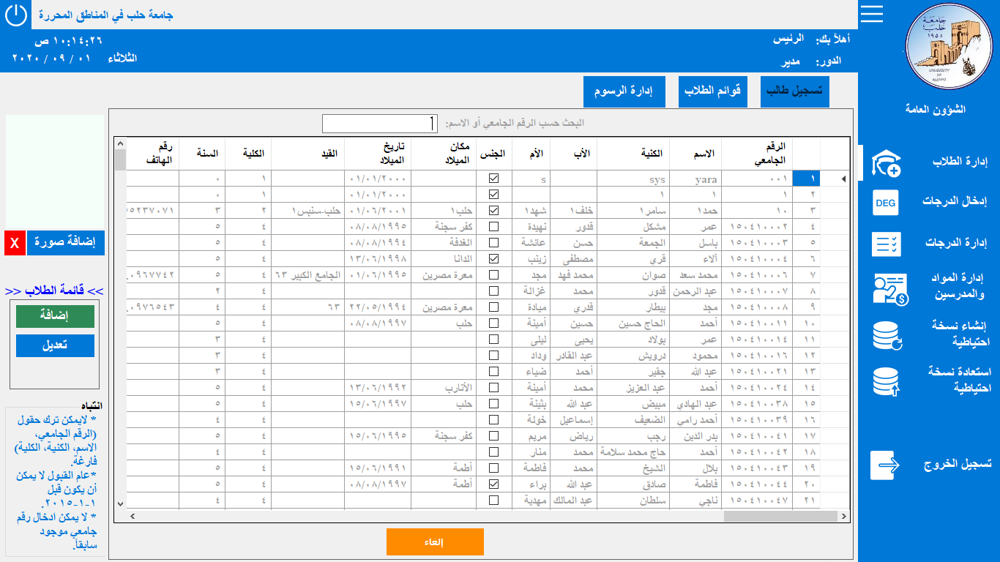 جامعة حلب في المناطق المحررة
أهلاً بك: الرئيس
الدور: مدير
١٠:١٤:٢٦ ص
الثلاثاء ٠١ / ٠٩ / ٢٠٢٠
جامعة حلب
١٩٥٨
UNIVERSITY
OF
ALEPPO
الشؤون العامة
إدارة الطلاب
DEG إدخال الدرجات
إدارة الدرجات
إدارة المواد
والمدرسين
إنشاء نسخة
احتياطية
استعادة نسخة
احتياطية
تسجيل الخروج
تسجيل طالب
قوائم الطلاب
إدارة الرسوم
البحث حسب الرقم الجامعي أو الاسم:
الرقم الجامعي الاسم الكنية الأب الأم الجنس مكان الميلاد تاريخ الميلاد القيد الكلية السنة رقم الهاتف
١ ٠٠١ yara sys s ٠١/٠١/٢٠٠٠ ١ ٠
٢ ١ ١ ١ ٠١/٠١/٢٠٠٠ ١ ٠
٣ ١٠ حمد١ سامر١ خلف١ شهد١ حلب١ ٠١/٠٦/٢٠٠١ حلب-سنبس١ ٢ ٣ ٥٥٢٣٧٠٧١
٤ ١٥٠٤١٠٠٠٢ عمر مشكل قدور نهيدة كفر سجنة ٠٨/٠٨/١٩٩٥ ٤ ٥
٥ ١٥٠٤١٠٠٠٣ باسل الجمعة حسن عائشة الغدفة ٠٨/٠٨/١٩٩٤ ٤ ٥
٦ ١٥٠٤١٠٠٠٤ آلاء قري مصطفى زينب الدانا ١٣/٠٦/١٩٩٨ ٤ ٥
٧ ١٥٠٤١٠٠٠٦ محمد سعد صوان محمد فهد مجد معرة مصرين ٠١/٠٦/١٩٩٥ الجامع الكبير ٦٣ ٤ ٥ ٠٩٦٧٧٤٢...
٨ ١٥٠٤١٠٠٠٧ عبد الرحمن قدور محمد غزالة ٤ ٢
٩ ١٥٠٤١٠٠٠٨ مجد بيطار قدري ميادة معرة مصرين ٢٢/٠٥/١٩٩٤ ٦٣ ٤ ٤ ٠٩٧٦٥٤٣...
١٠ ١٥٠٤١٠٠١١ أحمد الحاج حسين حسين أمينة حلب ٠٨/٠٨/١٩٩٧ ٤ ٥
١١ ١٥٠٤١٠٠١٤ عمر بولاد يحيى ليلى ٤ ٣
١٢ ١٥٠٤١٠٠١٦ محمود درويش عبد القادر وداد ٤ ٣
١٣ ١٥٠٤١٠٠٢١ عبد الله جقير أحمد ضياء ٤ ٣
١٤ ١٥٠٤١٠٠٢٤ أحمد عبد العزيز محمد أمينة الأتارب ١٣/٠٦/١٩٩٢ ٤ ٥
١٥ ١٥٠٤١٠٠٣٨ عبد الهادي مبيض عبد الله بثينة حلب ١٥/٠٦/١٩٩٧ ٤ ٥
١٦ ١٥٠٤١٠٠٣٩ أحمد رامي الضعيف إسماعيل خولة ٤ ٤
١٧ ١٥٠٤١٠٠٤١ بدر الدين رجب رياض مريم كفر سجنة ١٥/٠٦/١٩٩٥ ٤ ٥
١٨ ١٥٠٤١٠٠٤٢ أحمد حاج محمد سلامة محمد منار ٤ ٤
١٩ ١٥٠٤١٠٠٤٣ بلال الشيخ محمد فاطمة أطمة ١٥/٠٦/١٩٩١ ٤ ٥
٢٠ ١٥٠٤١٠٠٤٤ فاطمة صادق عبد الله براء أطمة ٠٨/٠٨/١٩٩٧ ٤ ٥
٢١ ١٥٠٤١٠٠٤٧ ناجي سلطان عبد المالك مهدية ٤ ٤
إلغاء
إضافة صورة X
>> قائمة الطلاب <<
إضافة
تعديل
انتباه
* لايمكن ترك حقول
(الرقم الجامعي،
الاسم، الكنية، الكلية)
فارغة.
*عام القبول لا يمكن
أن يكون قبل
١-١-٢٠١٥.
* لا يمكن ادخال رقم
جامعي موجود
سابقاً.